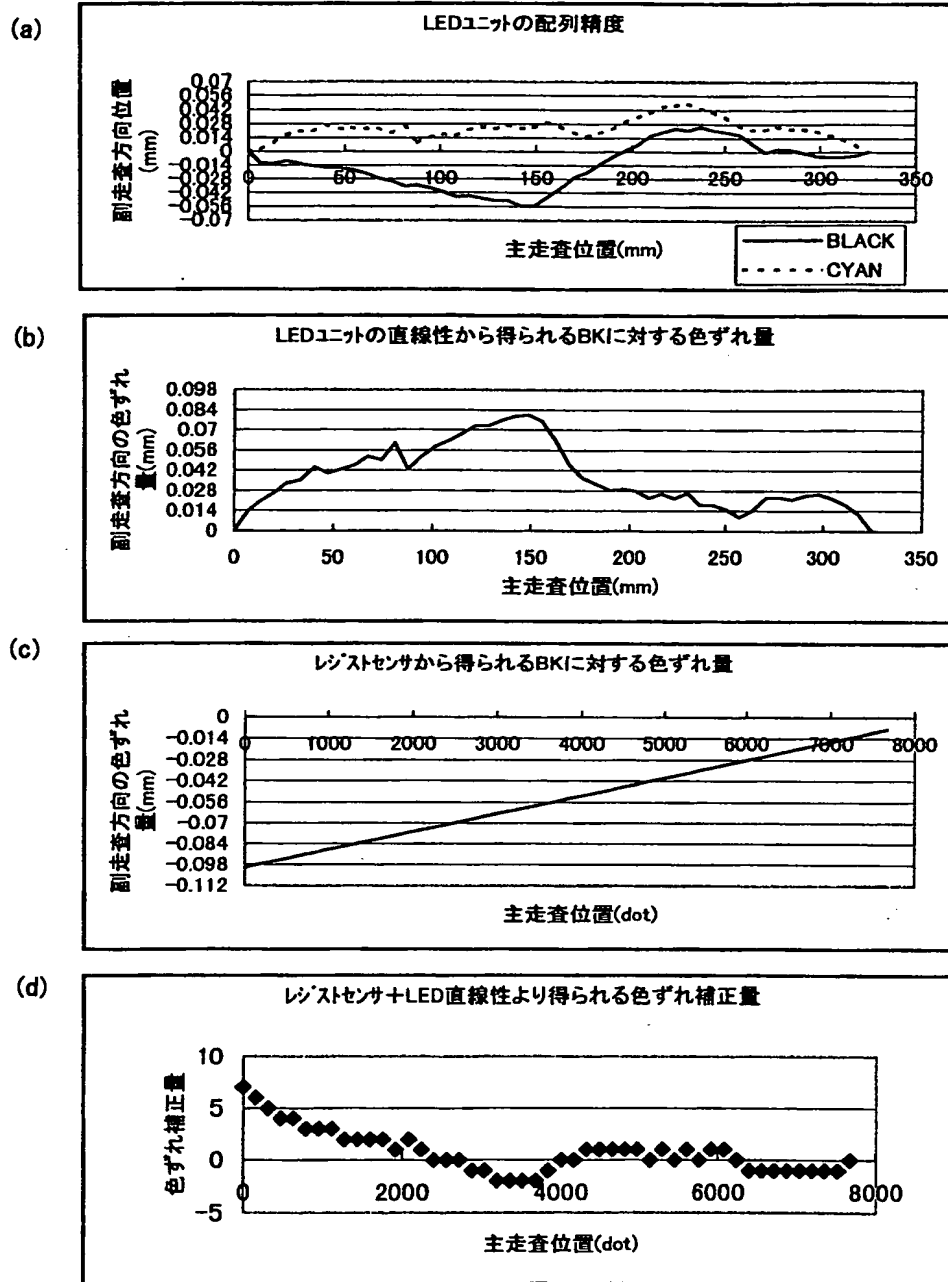 (a)
LEDユニットの配列精度
副走査方向位置
(mm)
0.07
0.056
0.042
0.028
0.014
0
-0.014
-0.028
-0.042
-0.056
-0.07
0 50 100 150 200 250 300 350
主走査位置(mm)
BLACK
CYAN
(b)
LEDユニットの直線性から得られるBKに対する色ずれ量
副走査方向の色ずれ
量(mm)
0.098
0.084
0.07
0.056
0.042
0.028
0.014
0
0 50 100 150 200 250 300 350
主走査位置(mm)
(c)
レジストセンサから得られるBKに対する色ずれ量
副走査方向の色ずれ
量(mm)
0
-0.014
-0.028
-0.042
-0.056
-0.07
-0.084
-0.098
-0.112
0 1000 2000 3000 4000 5000 6000 7000 8000
主走査位置(dot)
(d)
レジストセンサ+LED直線性より得られる色ずれ補正量
色ずれ補正量
10
5
0
-5
0 2000 4000 6000 8000
主走査位置(dot)